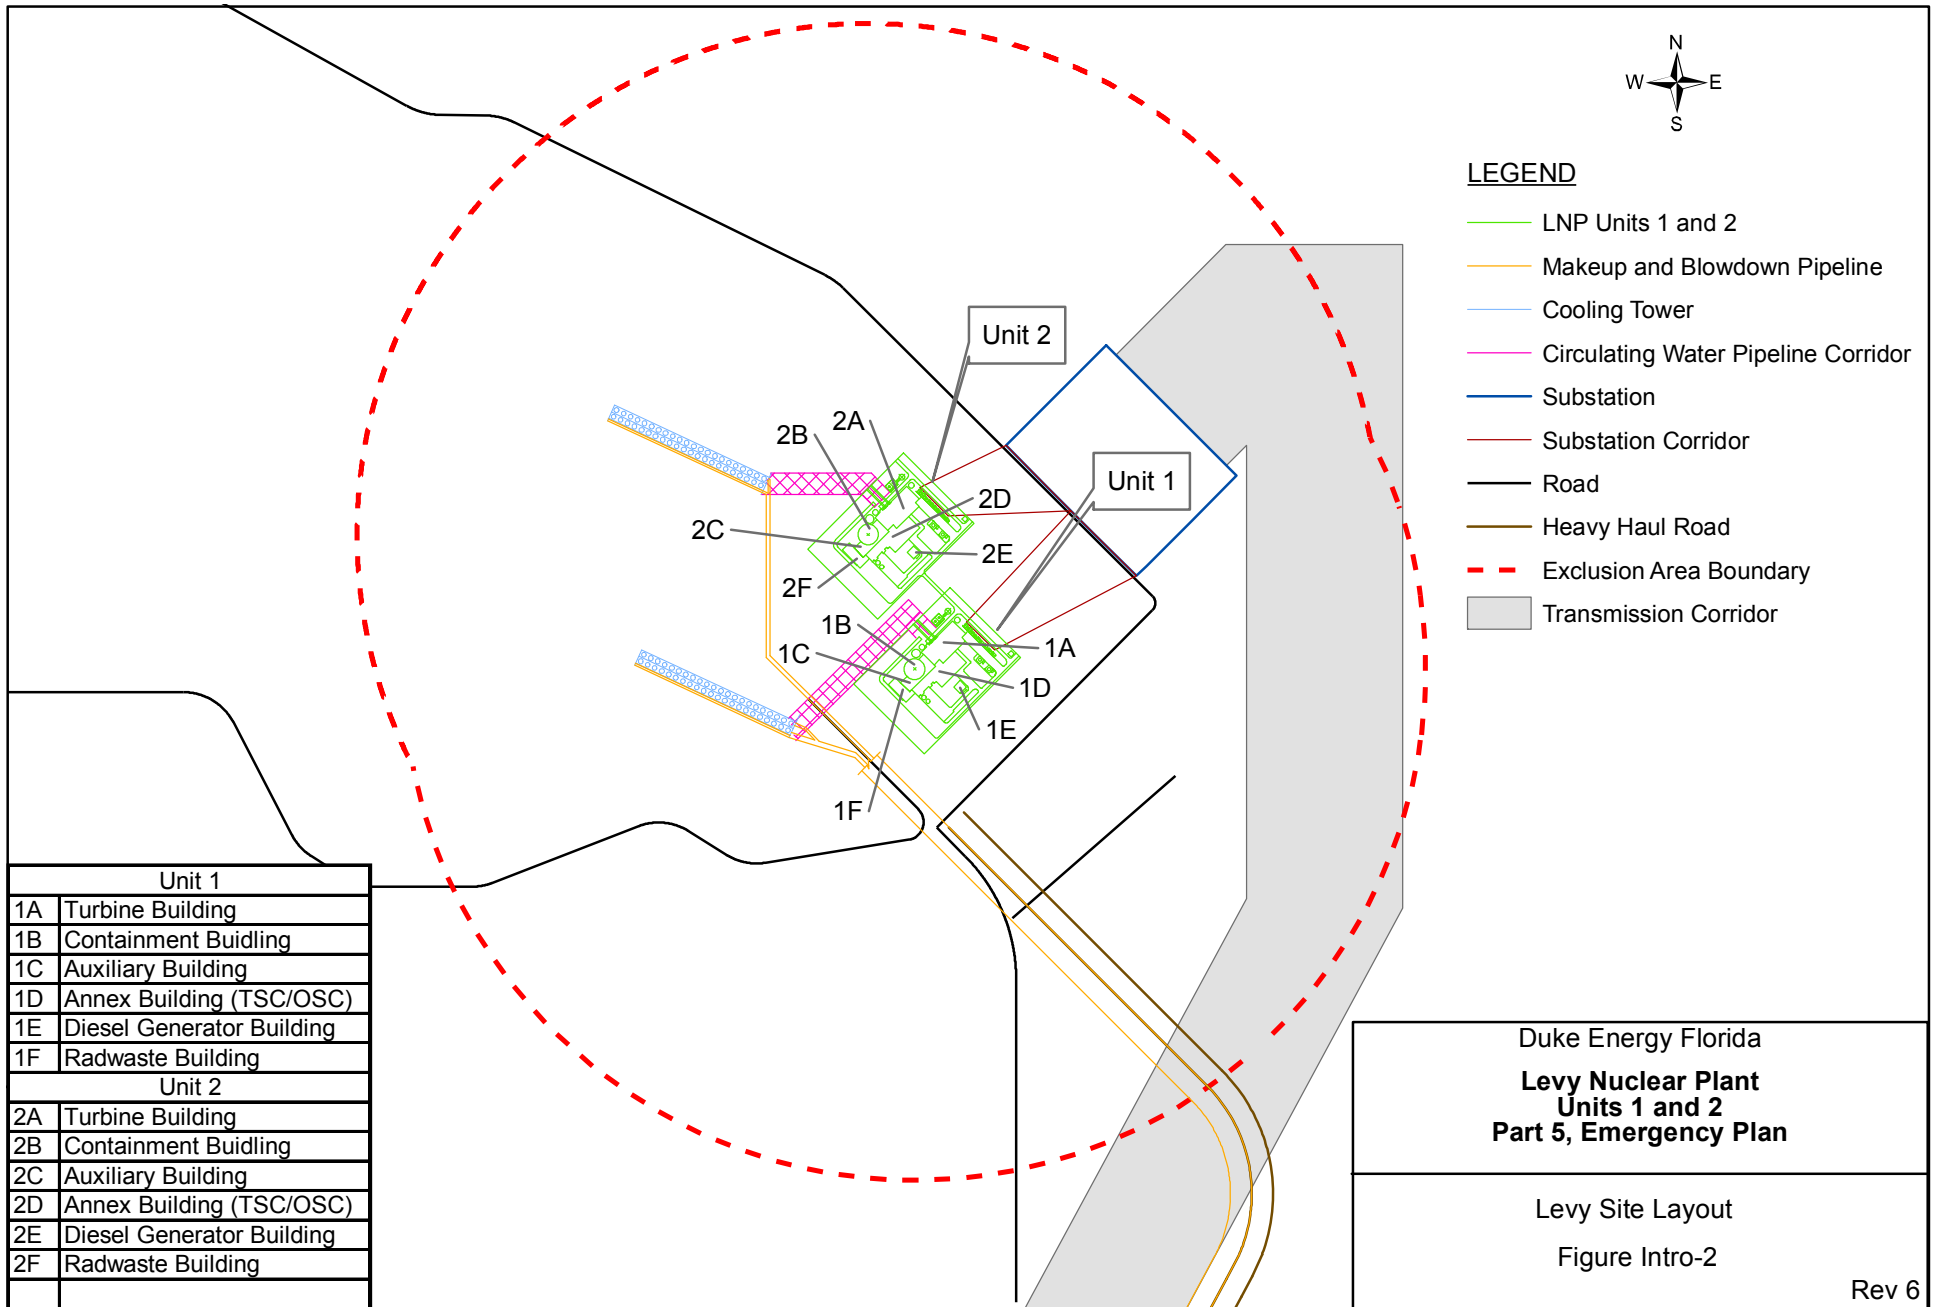 N
W E
S
LEGEND
LNP Units 1 and 2
Makeup and Blowdown Pipeline
Cooling Tower
Circulating Water Pipeline Corridor
Substation
Substation Corridor
Road
Heavy Haul Road
Exclusion Area Boundary
Transmission Corridor
Unit 2
Unit 1
2A
2B
2C
2D
2E
2F
1B
1C
1A
1D
1E
1F
Unit 1
1A Turbine Building
1B Containment Buidling
1C Auxiliary Building
1D Annex Building (TSC/OSC)
1E Diesel Generator Building
1F Radwaste Building
Unit 2
2A Turbine Building
2B Containment Buidling
2C Auxiliary Building
2D Annex Building (TSC/OSC)
2E Diesel Generator Building
2F Radwaste Building
Duke Energy Florida
Levy Nuclear Plant
Units 1 and 2
Part 5, Emergency Plan
Levy Site Layout
Figure Intro-2
Rev 6